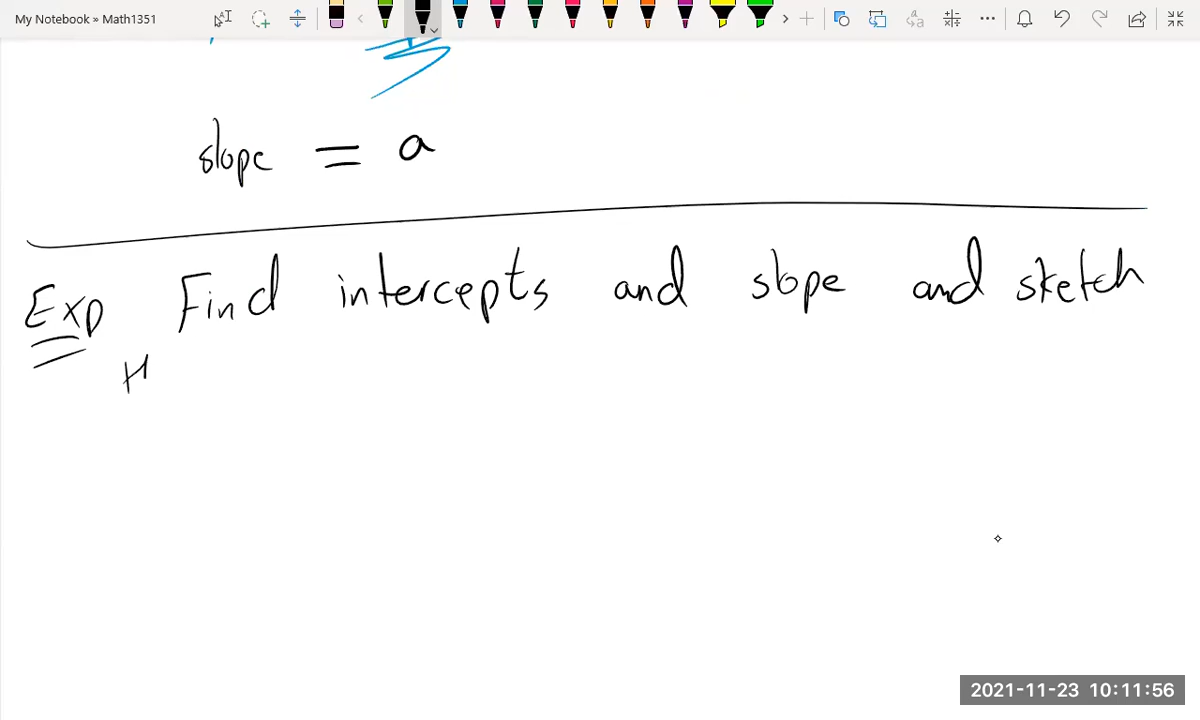 My Notebook » Math1351
slope = a
Exp Find intercepts and slope and sketch
2021-11-23 10:11:56